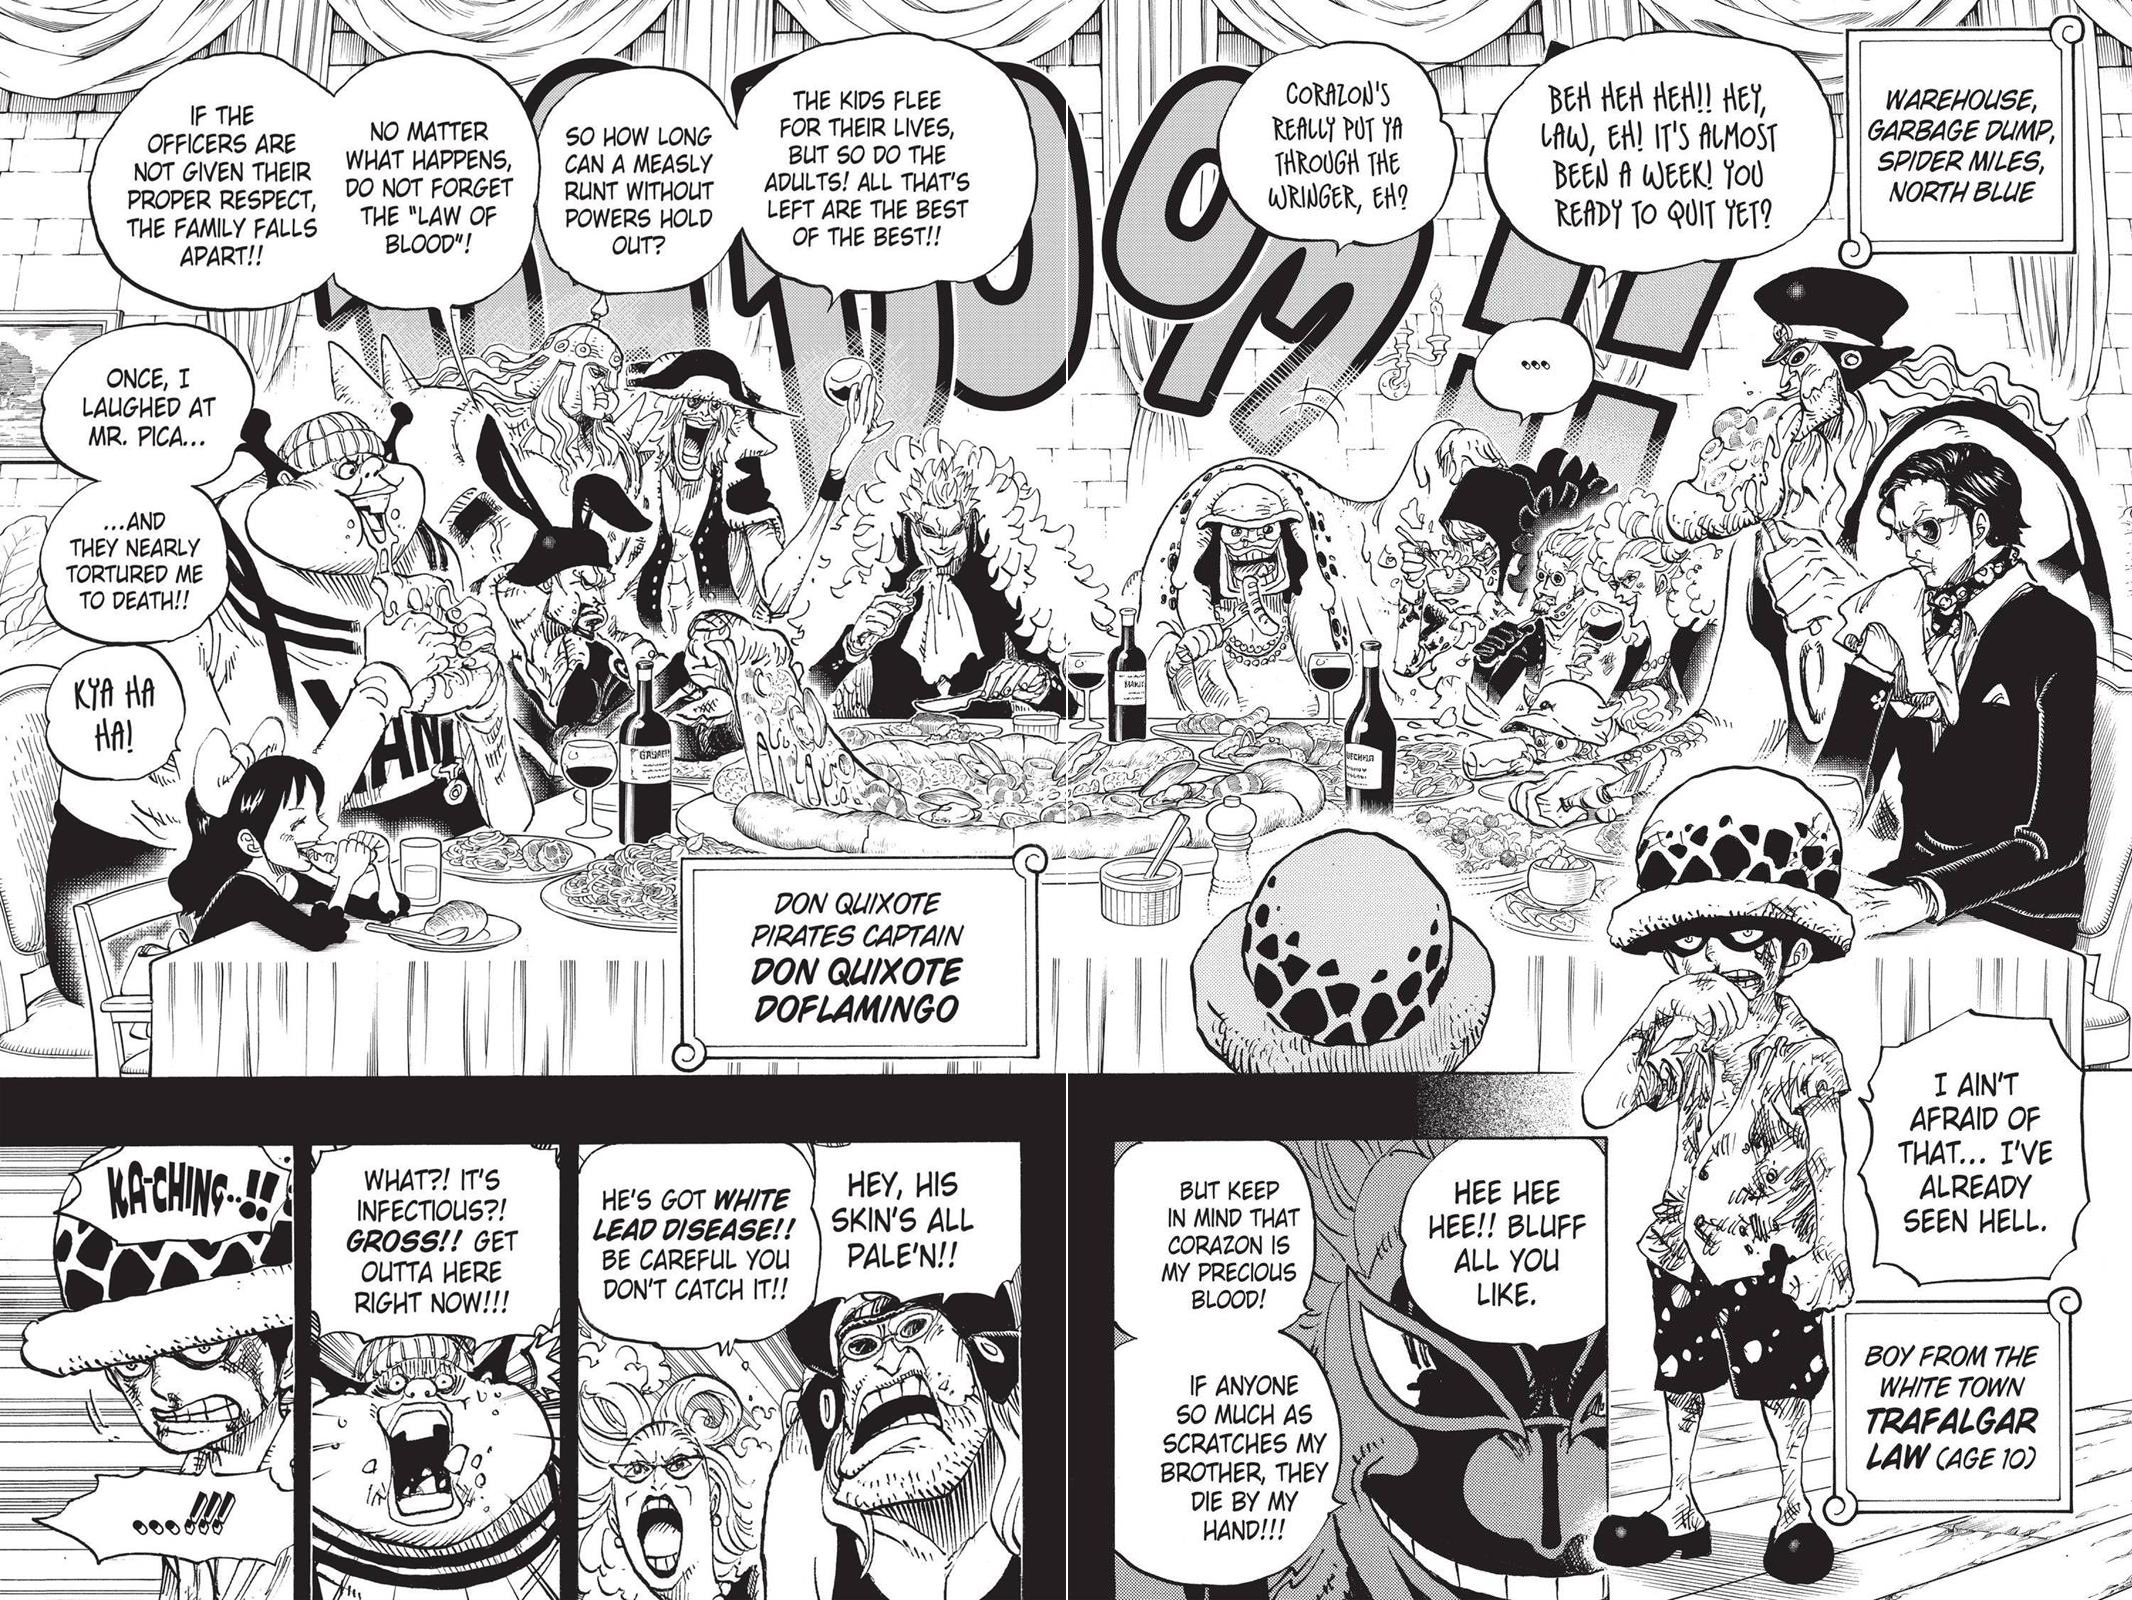 WAREHOUSE,
GARBAGE DUMP,
SPIDER MILES,
NORTH BLUE
BEH HEH HEH!! HEY,
LAW, EH! IT'S ALMOST
BEEN A WEEK! YOU
READY TO QUIT YET?
CORAZON'S
REALLY PUT YA
THROUGH THE
WRINGER, EH?
....
THE KIDS FLEE
FOR THEIR LIVES,
BUT SO DO THE
ADULTS! ALL THAT'S
LEFT ARE THE BEST
OF THE BEST!!
SO HOW LONG
CAN A MEASLY
RUNT WITHOUT
POWERS HOLD
OUT?
NO MATTER
WHAT HAPPENS,
DO NOT FORGET
THE "LAW OF
BLOOD"!
IF THE
OFFICERS ARE
NOT GIVEN THEIR
PROPER RESPECT,
THE FAMILY FALLS
APART!!
ONCE, I
LAUGHED AT
MR. PICA...
...AND
THEY NEARLY
TORTURED ME
TO DEATH!!
KYA HA
HA!
DON QUIXOTE
PIRATES CAPTAIN
DON QUIXOTE
DOFLAMINGO
I AIN'T
AFRAID OF
THAT... I'VE
ALREADY
SEEN HELL.
BOY FROM THE
WHITE TOWN
TRAFALGAR
LAW (AGE 10)
HEE HEE
HEE!! BLUFF
ALL YOU
LIKE.
BUT KEEP
IN MIND THAT
CORAZON IS
MY PRECIOUS
BLOOD!
IF ANYONE
SO MUCH AS
SCRATCHES MY
BROTHER, THEY
DIE BY MY
HAND!!!
HEY, HIS
SKIN'S ALL
PALE'N!!
HE'S GOT WHITE
LEAD DISEASE!!
BE CAREFUL YOU
DON'T CATCH IT!!
WHAT?! IT'S
INFECTIOUS?!
GROSS!! GET
OUTTA HERE
RIGHT NOW!!!
KA-CHING..!!
...!!!